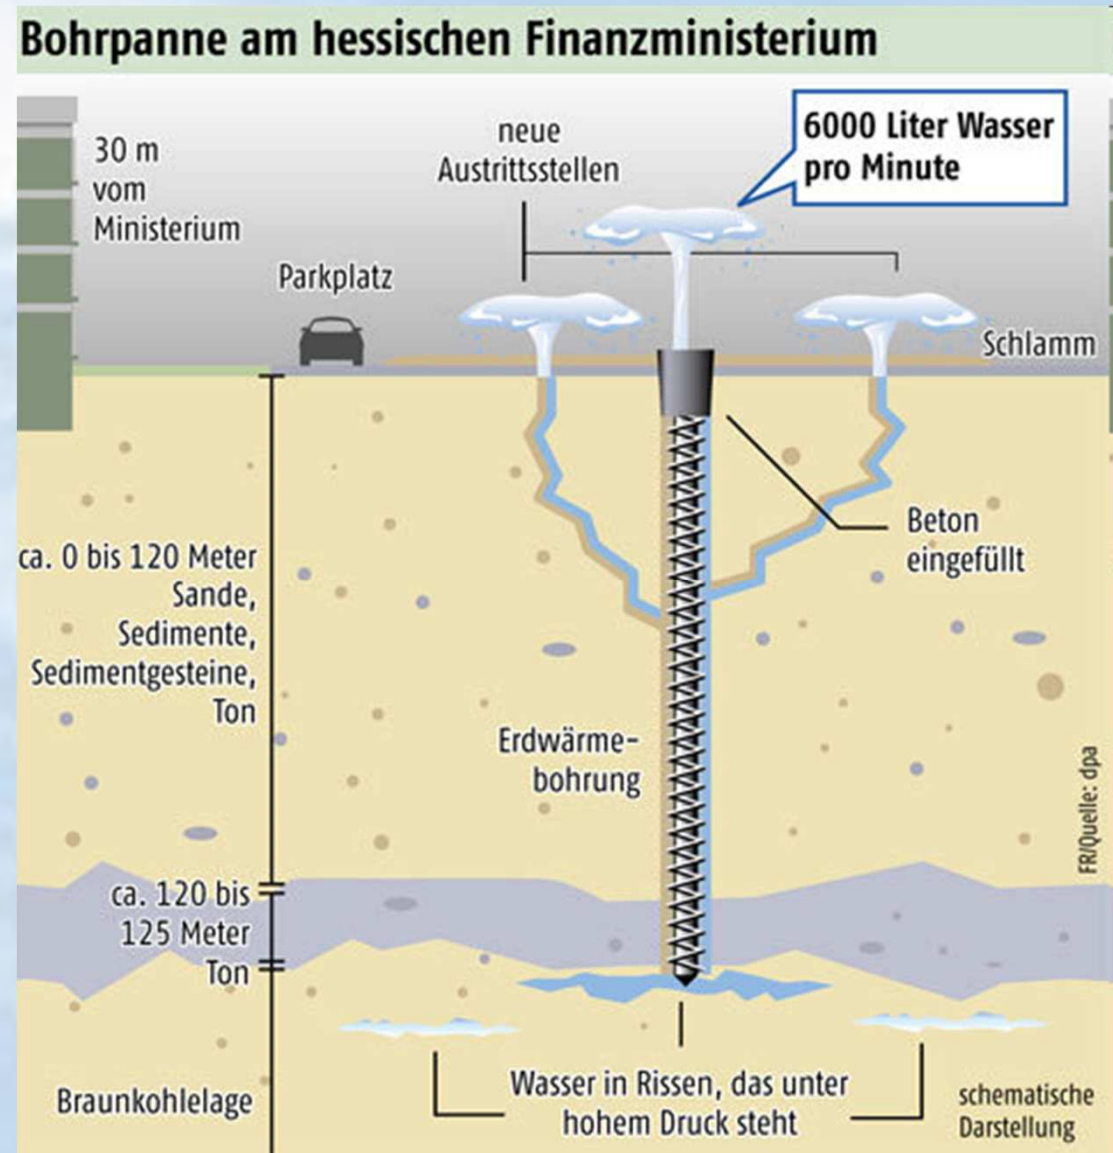 Bohrpanne am hessischen Finanzministerium
30 m
vom
Ministerium
neue
Austrittsstellen
6000 Liter Wasser
pro Minute
Parkplatz
Schlamm
Beton
eingefüllt
ca. 0 bis 120 Meter
Sande,
Sedimente,
Sedimentgesteine,
Ton
Erdwärme-
bohrung
FR/Quelle: dpa
ca. 120 bis
125 Meter
Ton
Braunkohlelage
Wasser in Rissen, das unter
hohem Druck steht
schematische
Darstellung